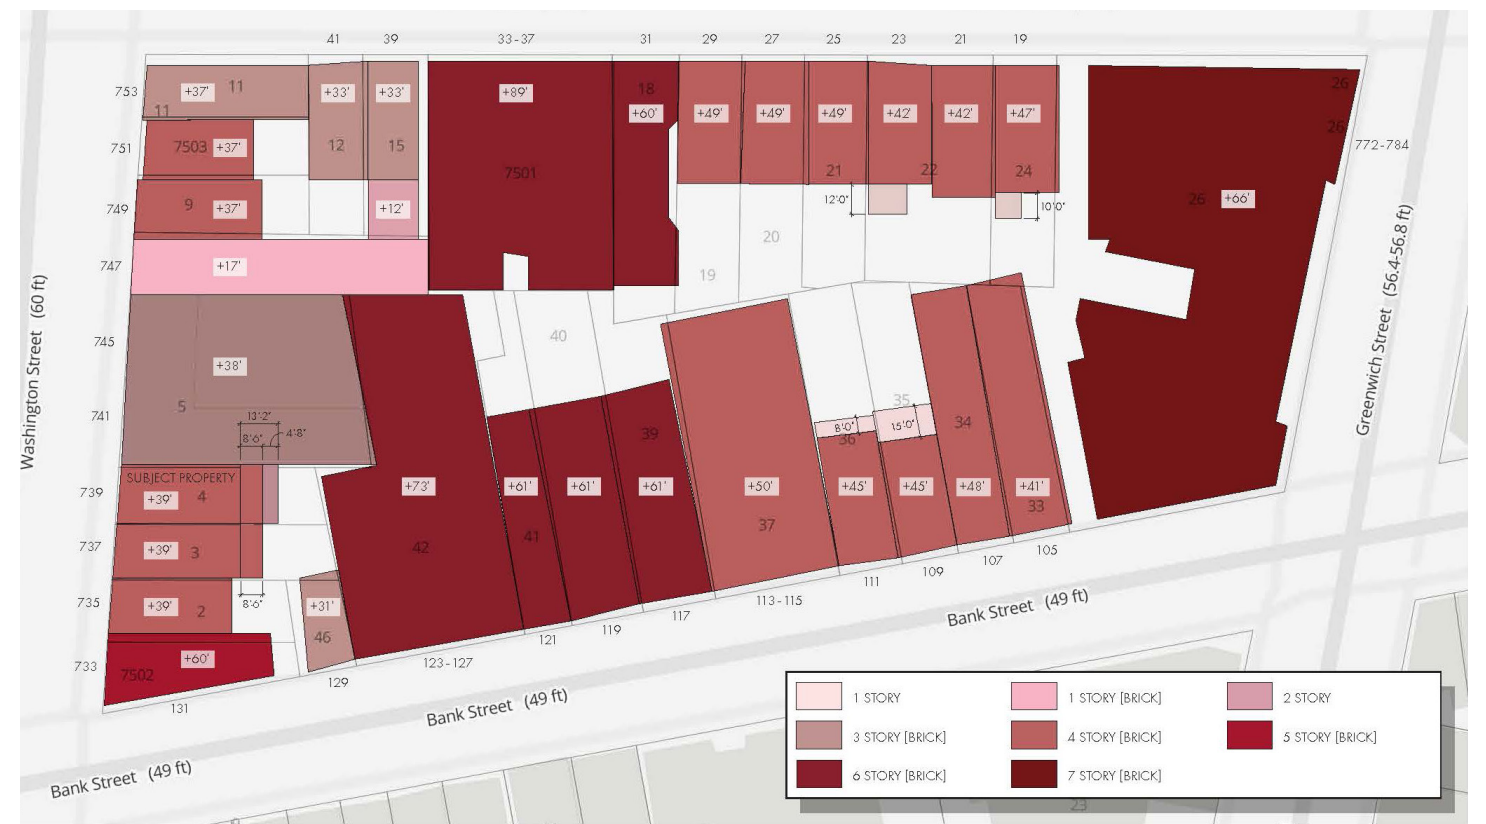 41 39 33-37 31 29 27 25 23 21 19
753 +37' 11 +33' +33' +89' 18 26
11 +60' +49' +49' +49' +42' +42' +47' 26
751 7503 +37' 12 15 7501 21 22 24 772-784
749 9 +37' +12' 12'-0" 10'-0" 26 +66'
747 +17' 20 19
Washington Street (60 ft)
Greenwich Street (56.4-56.8 ft)
745 +38' 40
741 5 13'-2" 35
8'-6" 4'-8" 39 8'-0" 36 15'-0" 34
SUBJECT PROPERTY
739 +39' 4 +73' +61' +61' +61' +50' +45' +45' +48' +41'
37 33
737 +39' 3 42 41
105
107
109
111
735 +39' 2 8'-6" +31' 113-115
46 117
119
121
733 7502 +60' 123-127
129
131
Bank Street (49 ft)
Bank Street (49 ft)
Bank Street (49 ft)
1 STORY 1 STORY [BRICK] 2 STORY
3 STORY [BRICK] 4 STORY [BRICK] 5 STORY [BRICK]
6 STORY [BRICK] 7 STORY [BRICK]
23